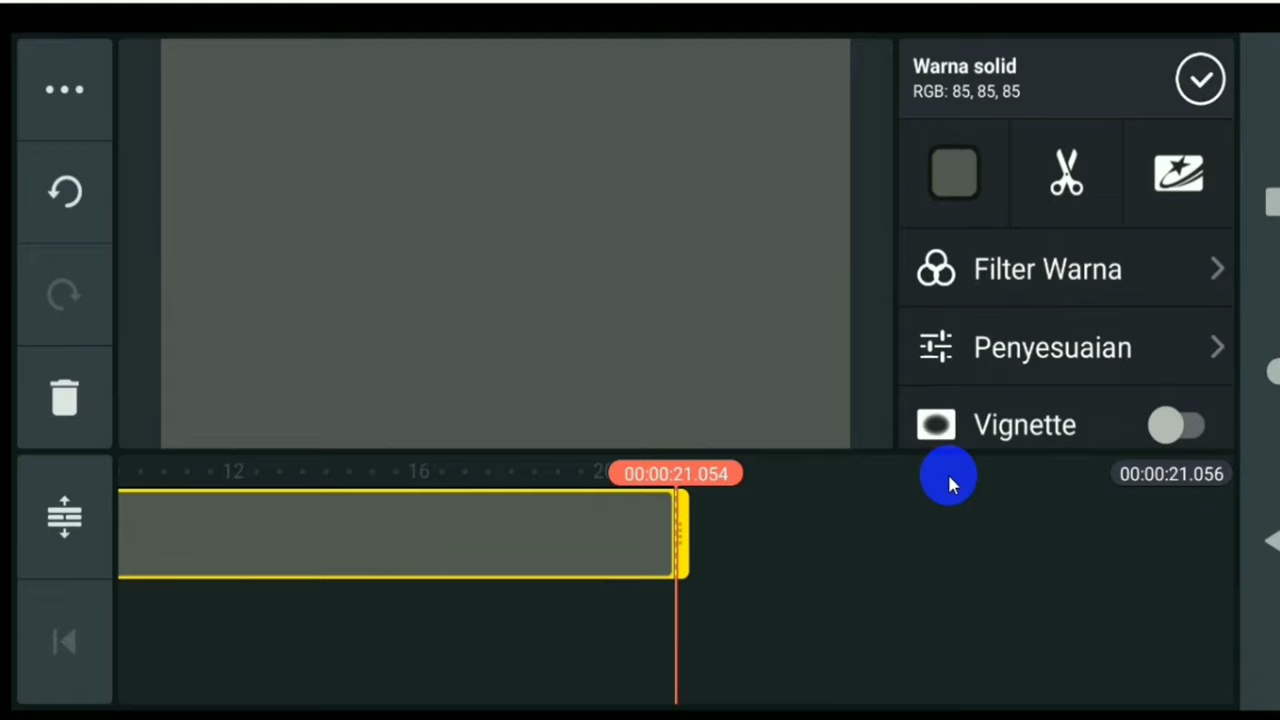 Warna solid
RGB: 85, 85, 85
Filter Warna
Penyesuaian
Vignette
12
16
00:00:21.054
00:00:21.056